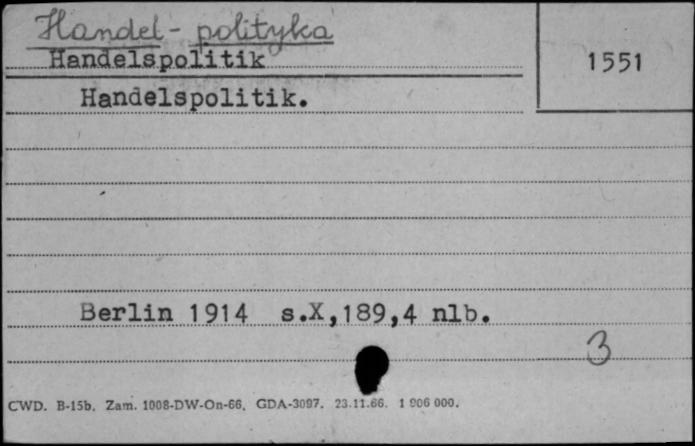 Handel - polityka
Handelspolitik
1551
Handelspolitik.
Berlin 1914 s.X,189,4 nlb.
3
CWD. B-15b. Zam. 1008-DW-On-66. GDA-3097. 23.11.66. 1 906 000.